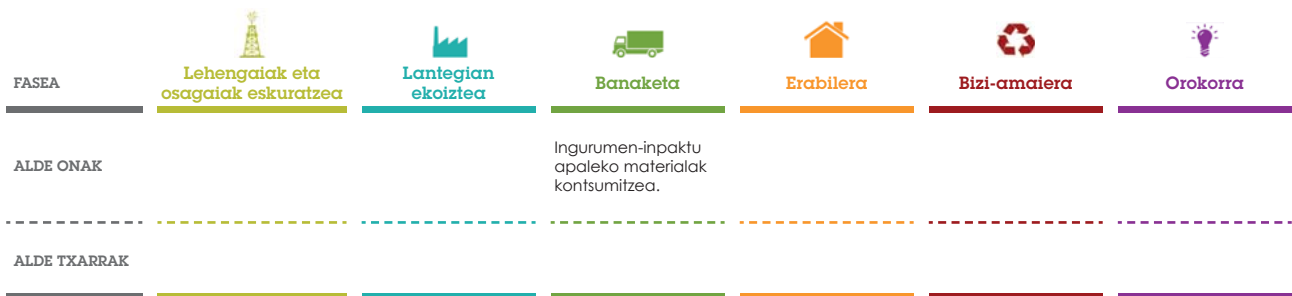 FASEA
Lehengaiak eta
osagaiak eskuratzea
Lantegian
ekoiztea
Banaketa
Erabilera
Bizi-amaiera
Orokorra
ALDE ONAK
Ingurumen-inpaktu
apaleko materialak
kontsumitzea.
ALDE TXARRAK